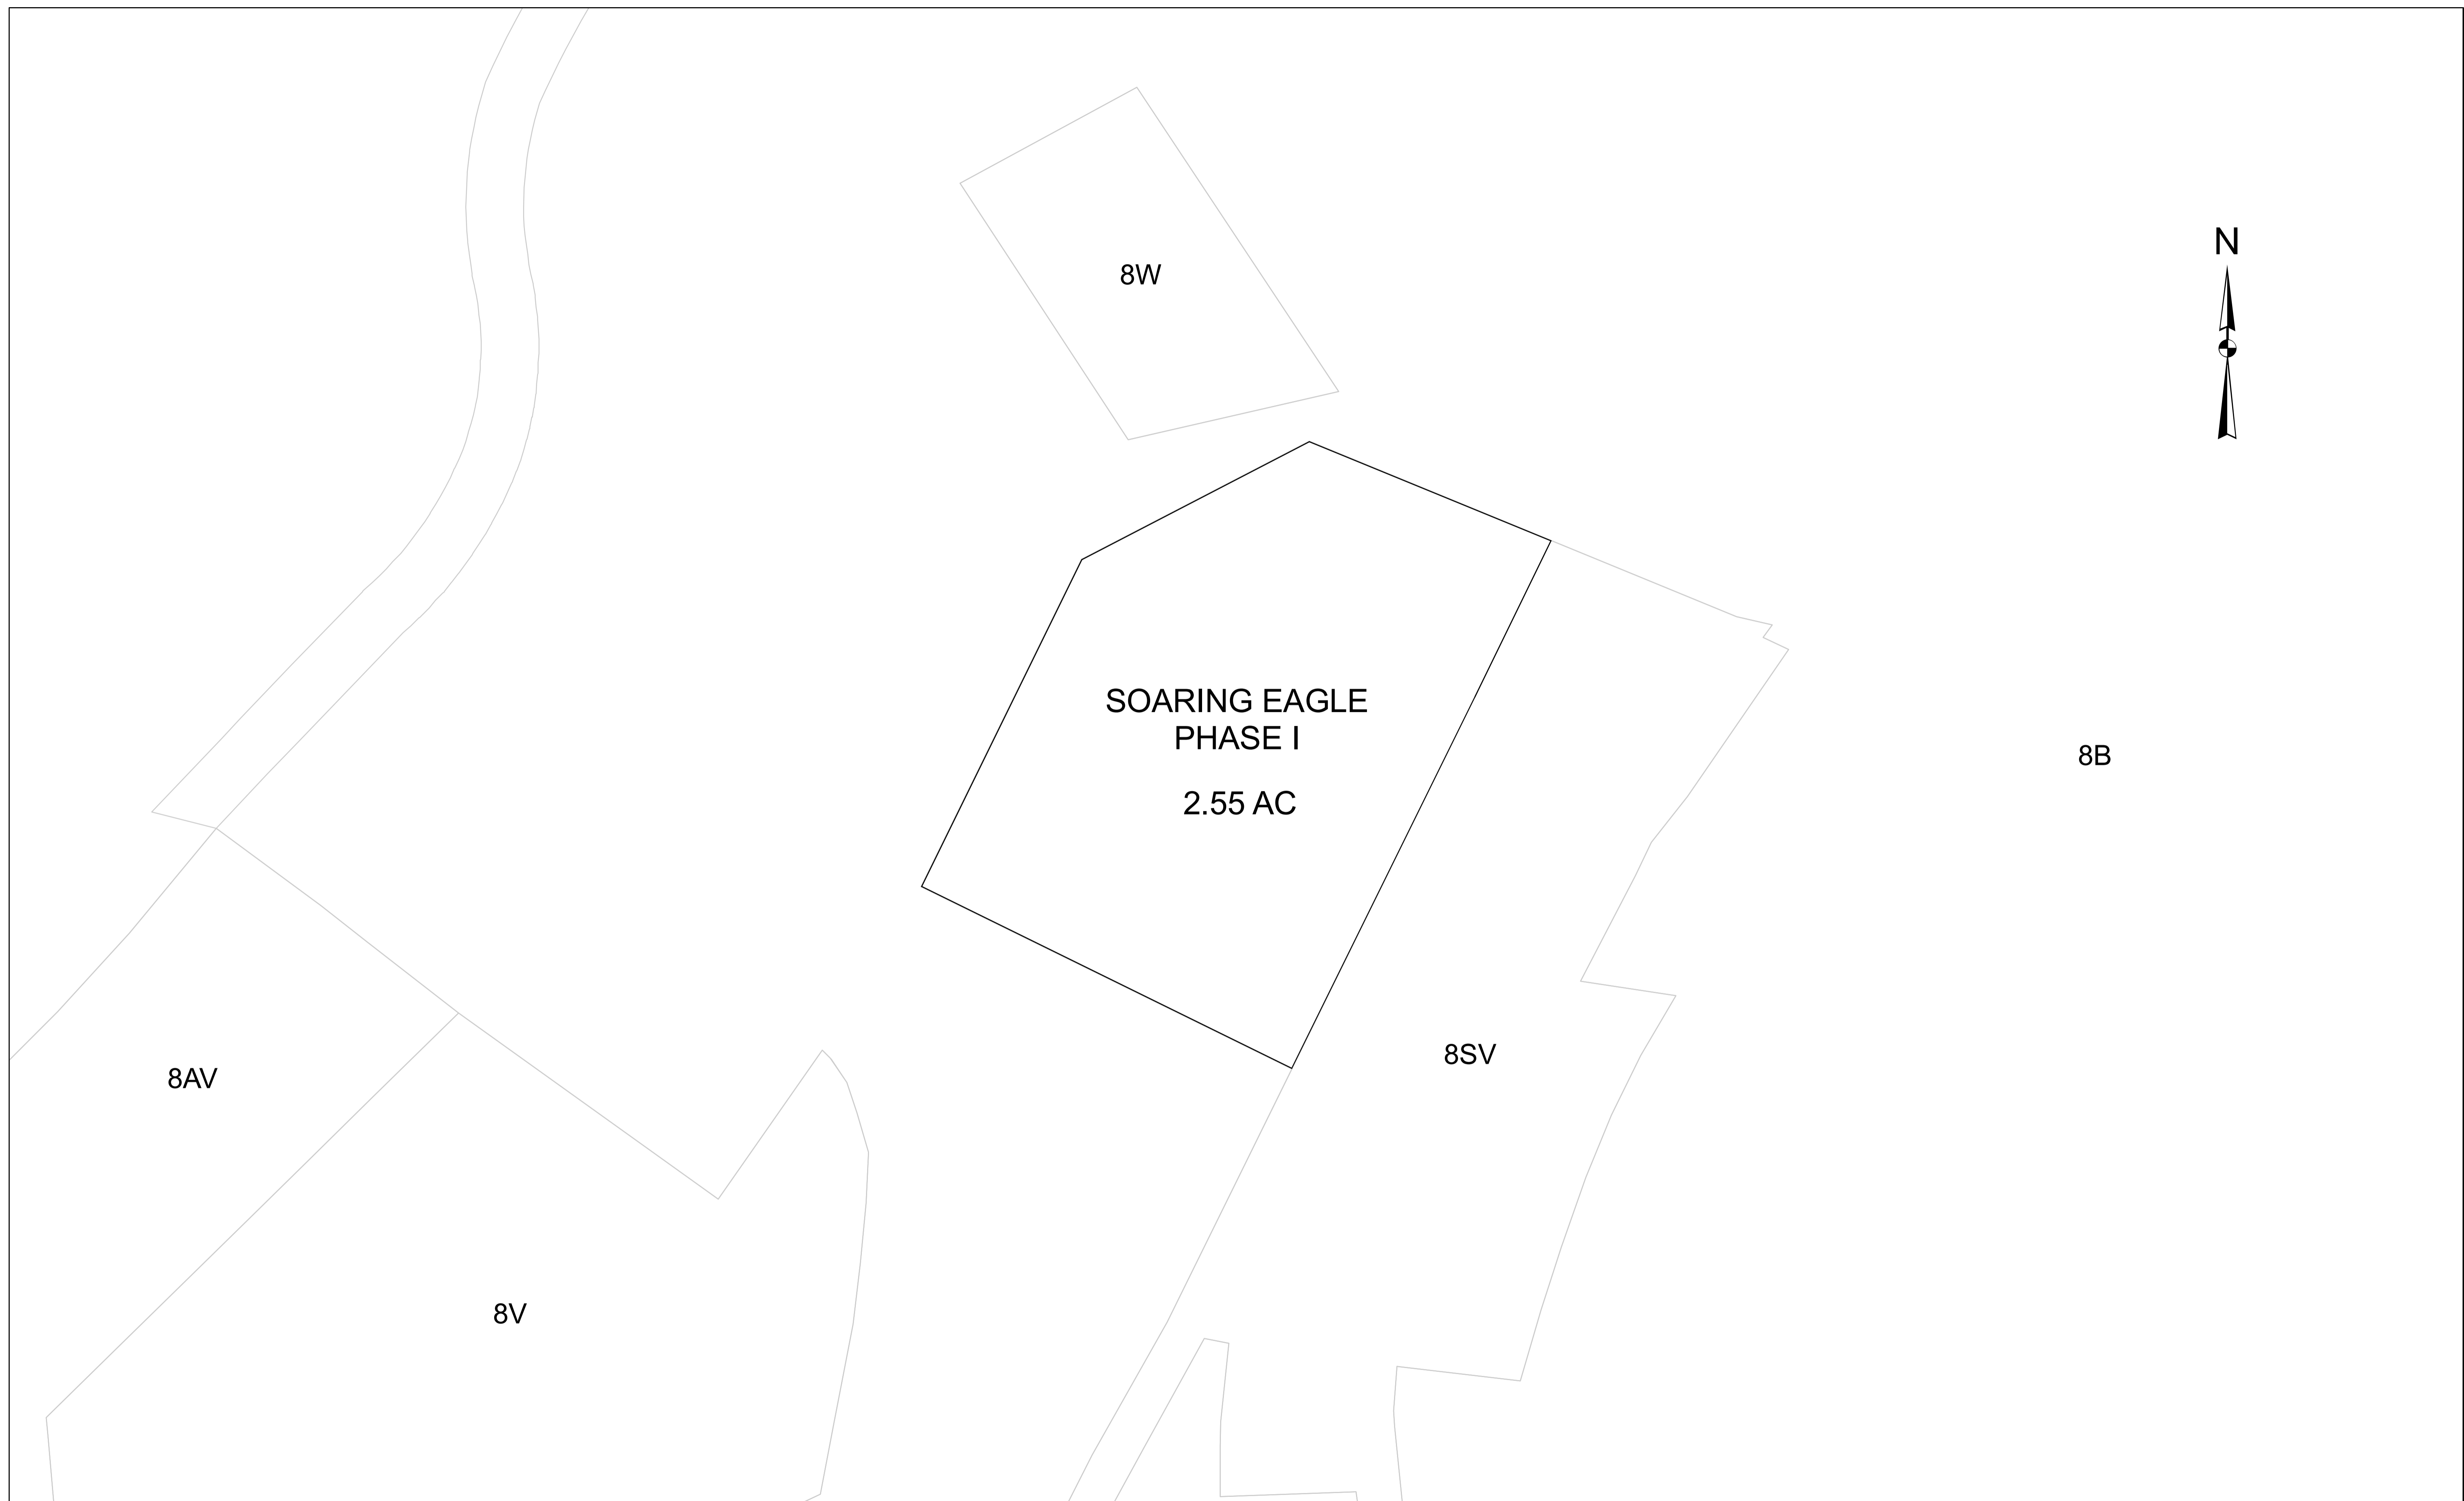 N
8W
SOARING EAGLE
PHASE I
2.55 AC
8B
8SV
8AV
8V